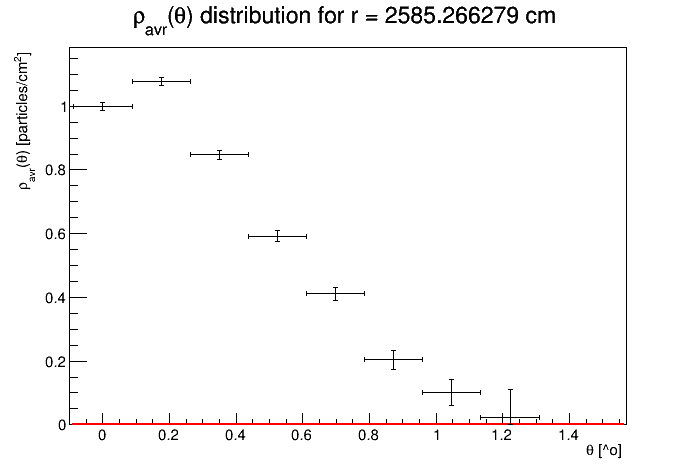 ρavr(θ) distribution for r = 2585.266279 cm
ρavr(θ) [particles/cm²]
1
0.8
0.6
0.4
0.2
0
0 0.2 0.4 0.6 0.8 1 1.2 1.4
θ [^o]